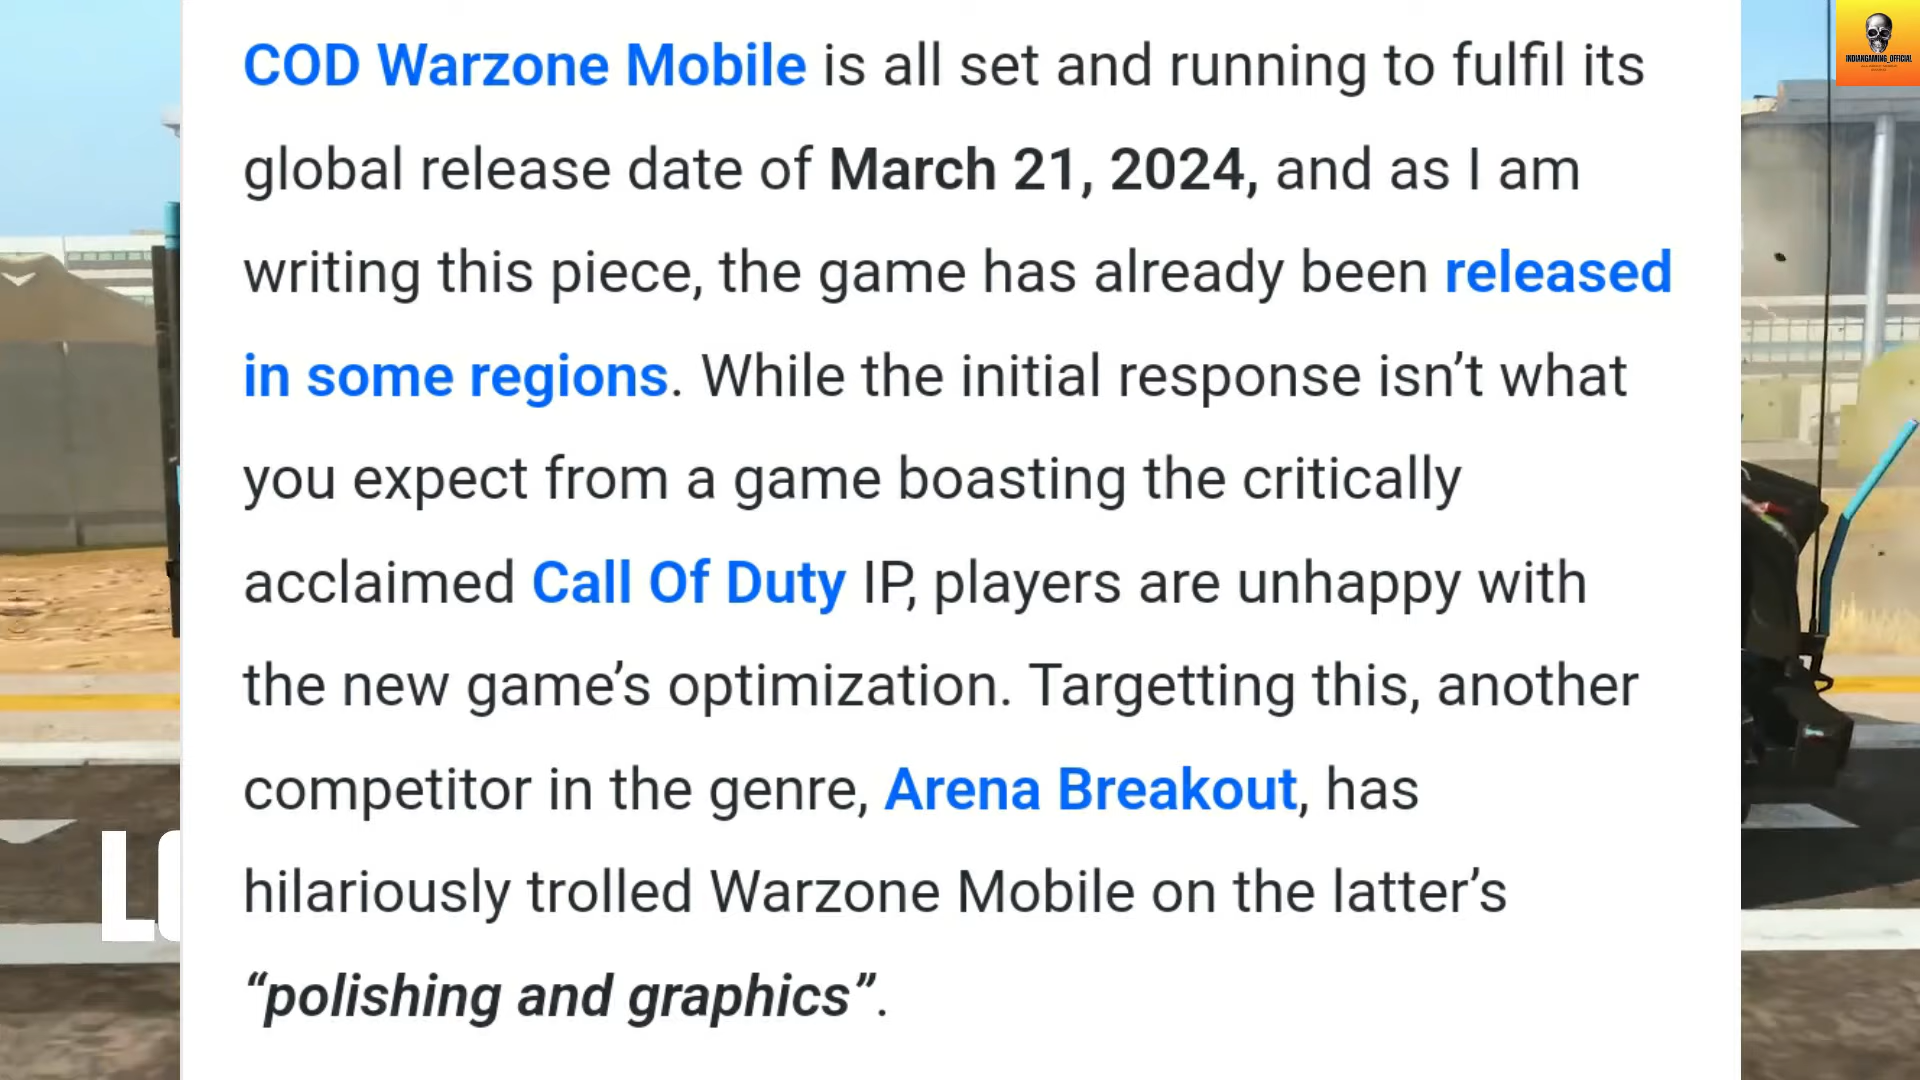 COD Warzone Mobile is all set and running to fulfil its
global release date of March 21, 2024, and as I am
writing this piece, the game has already been released
in some regions. While the initial response isn’t what
you expect from a game boasting the critically
acclaimed Call Of Duty IP, players are unhappy with
the new game’s optimization. Targetting this, another
competitor in the genre, Arena Breakout, has
hilariously trolled Warzone Mobile on the latter’s
“polishing and graphics”.
INDIANGAMING_OFFICIAL